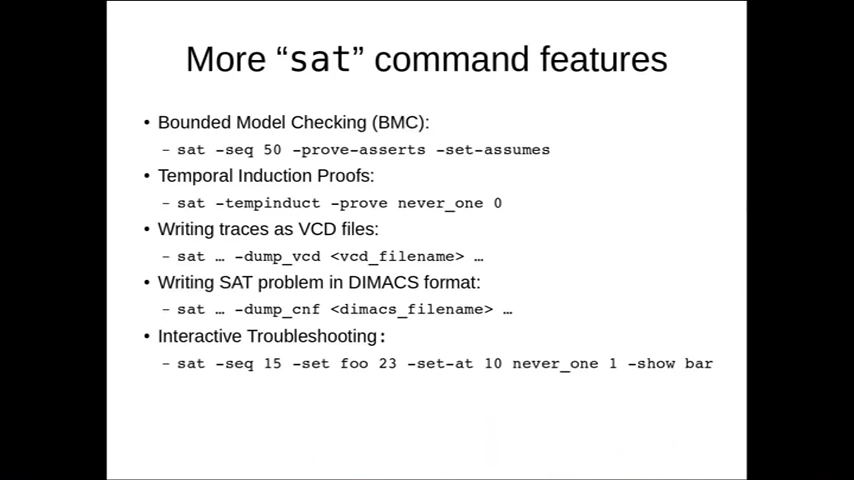 More “sat” command features
• Bounded Model Checking (BMC):
– sat -seq 50 -prove-asserts -set-assumes
• Temporal Induction Proofs:
– sat -tempinduct -prove never_one 0
• Writing traces as VCD files:
– sat … -dump_vcd <vcd_filename> …
• Writing SAT problem in DIMACS format:
– sat … -dump_cnf <dimacs_filename> …
• Interactive Troubleshooting:
– sat -seq 15 -set foo 23 -set-at 10 never_one 1 -show bar